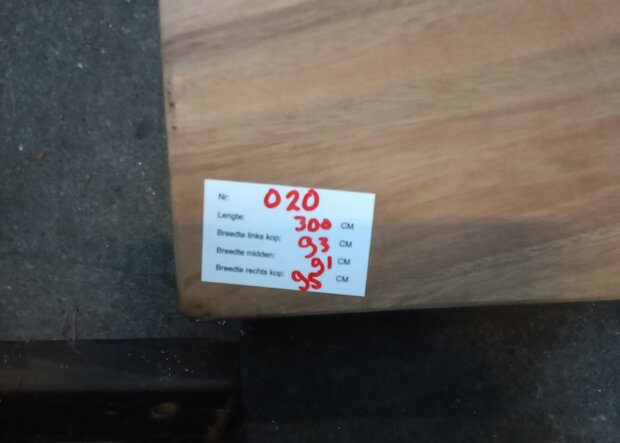 Nr: 020
Lengte: 300 CM
Breedte links kop: 93 CM
Breedte midden: 91 CM
Breedte rechts kop: 95 CM